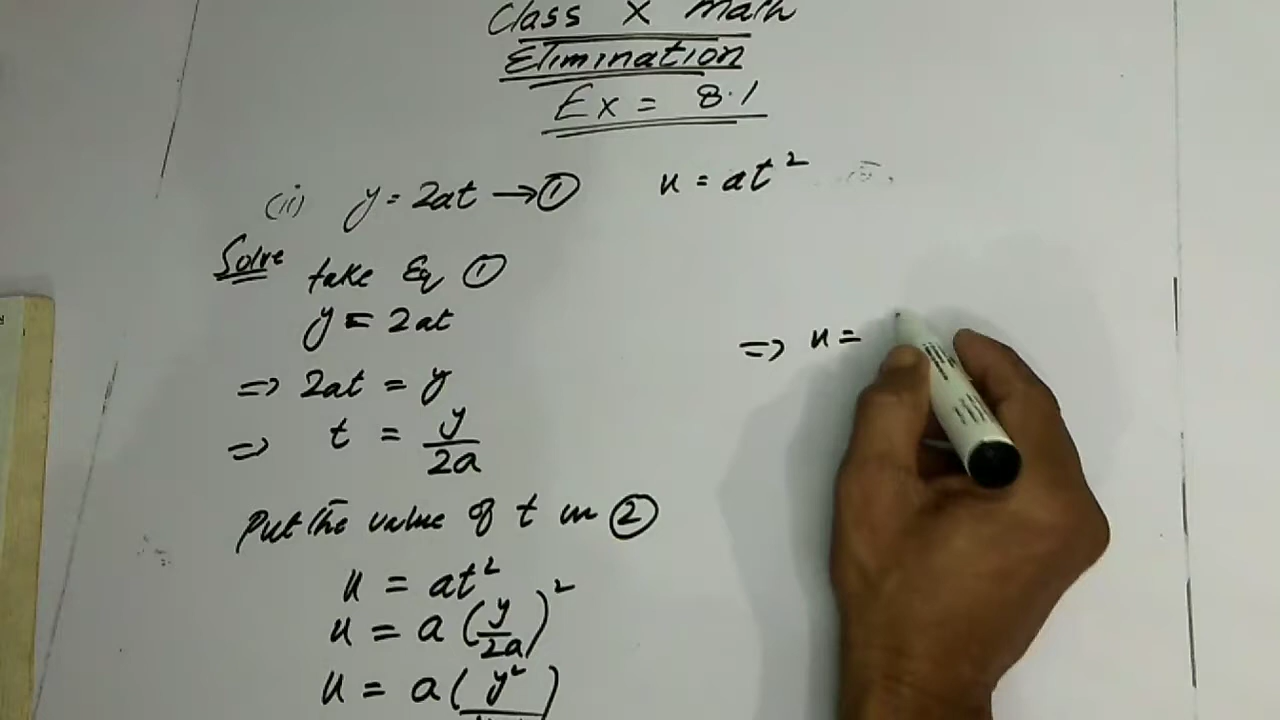 Class X Math
Elimination
Ex = 8.1
(ii) y = 2at → ① x = at²
Solve take Eq ①
y = 2at
⇒ 2at = y
⇒ t = y/2a
Put the value of t in ②
x = at²
x = a (y/2a)²
x = a ( y² )
⇒ x =